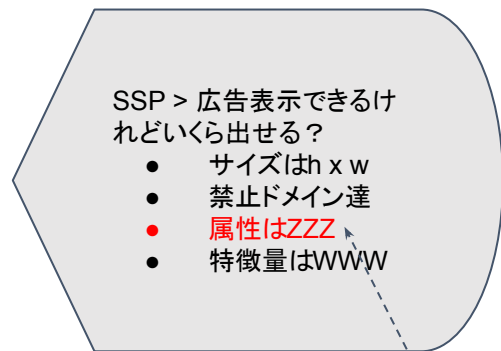 SSP > 広告表示できるけ
れどいくら出せる？
● サイズはh x w
● 禁止ドメイン達
● 属性はZZZ
● 特徴量はWWW